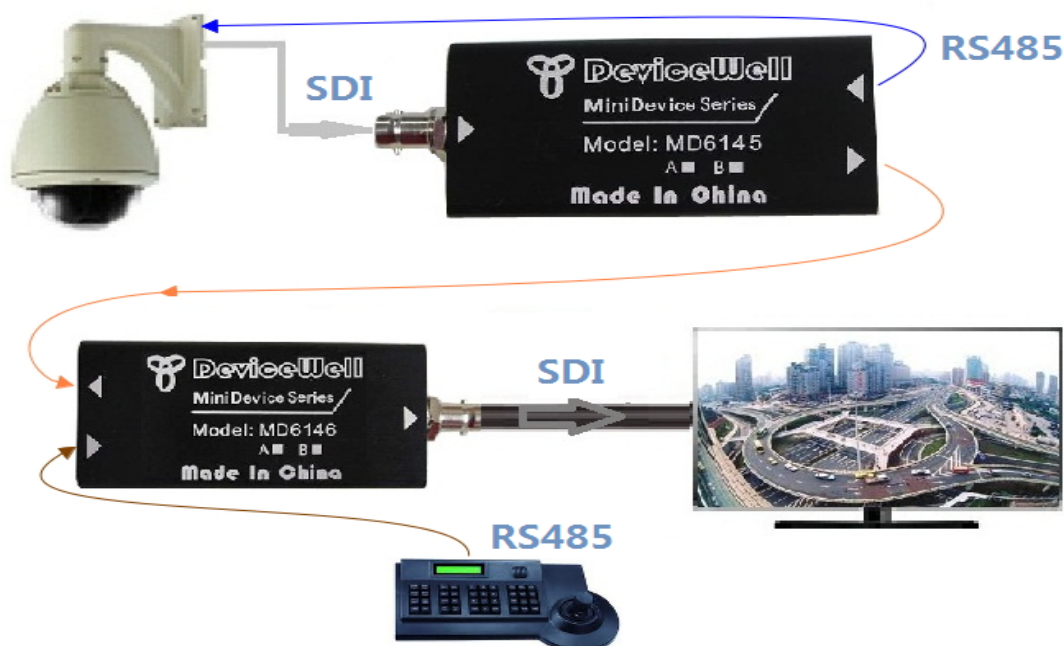 RS485
SDI
DeviceWell
MiniDevice Series
Model: MD6145
A B
Made In China
DeviceWell
MiniDevice Series
Model: MD6146
A B
Made In China
SDI
RS485